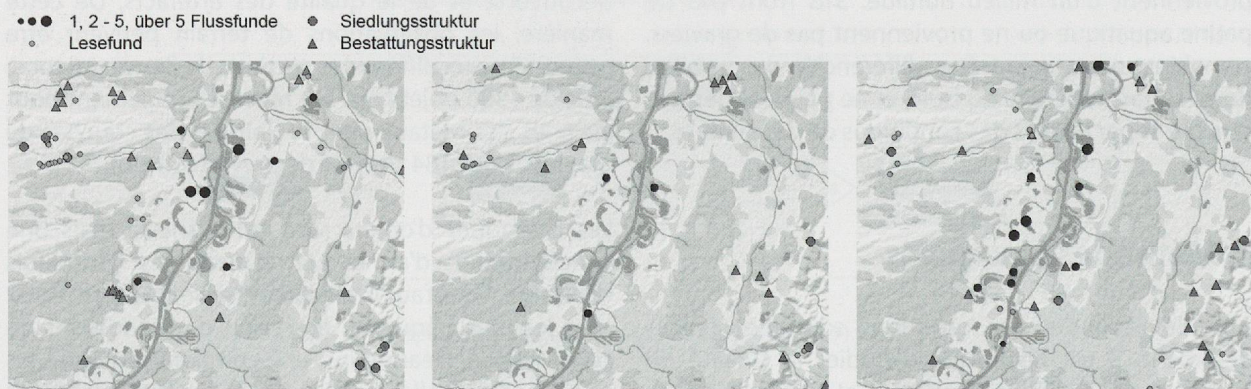 1, 2 - 5, über 5 Flussfunde
Lesefund
Siedlungsstruktur
Bestattungsstruktur